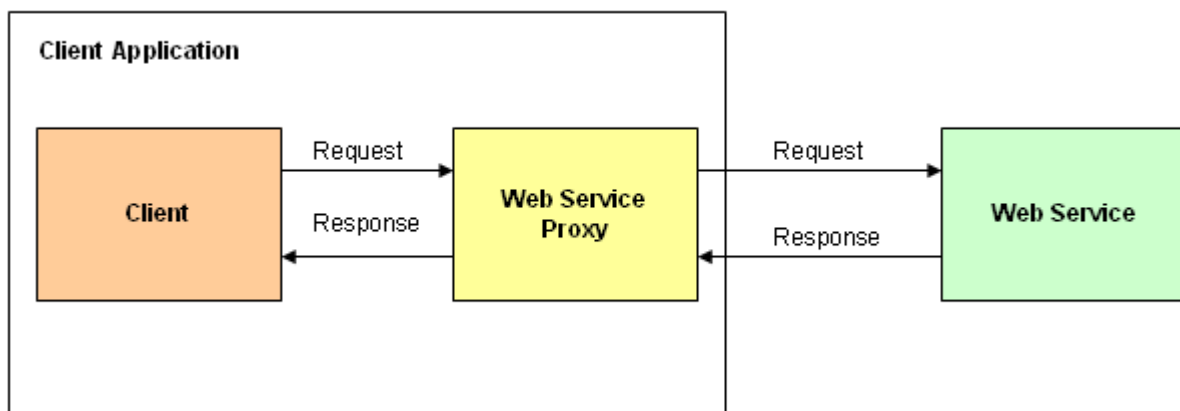 Client Application
Request
Request
Client
Web Service
Proxy
Web Service
Response
Response